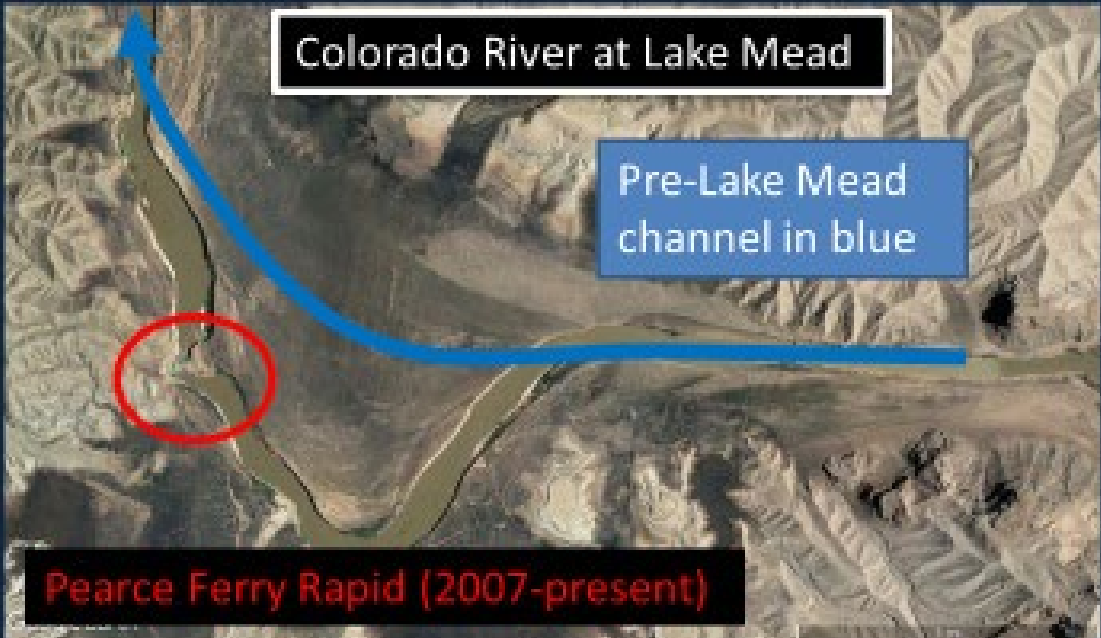 Colorado River at Lake Mead
Pre-Lake Mead
channel in blue
Pearce Ferry Rapid (2007-present)